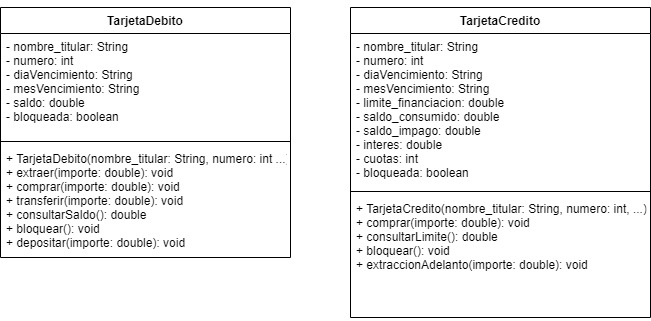 TarjetaDebito
- nombre_titular: String
- numero: int
- diaVencimiento: String
- mesVencimiento: String
- saldo: double
- bloqueada: boolean
+ TarjetaDebito(nombre_titular: String, numero: int ...
+ extraer(importe: double): void
+ comprar(importe: double): void
+ transferir(importe: double): void
+ consultarSaldo(): double
+ bloquear(): void
+ depositar(importe: double): void
TarjetaCredito
- nombre_titular: String
- numero: int
- diaVencimiento: String
- mesVencimiento: String
- limite_financiacion: double
- saldo_consumido: double
- saldo_impago: double
- interes: double
- cuotas: int
- bloqueada: boolean
+ TarjetaCredito(nombre_titular: String, numero: int, ...)
+ comprar(importe: double): void
+ consultarLimite(): double
+ bloquear(): void
+ extraccionAdelanto(importe: double): void